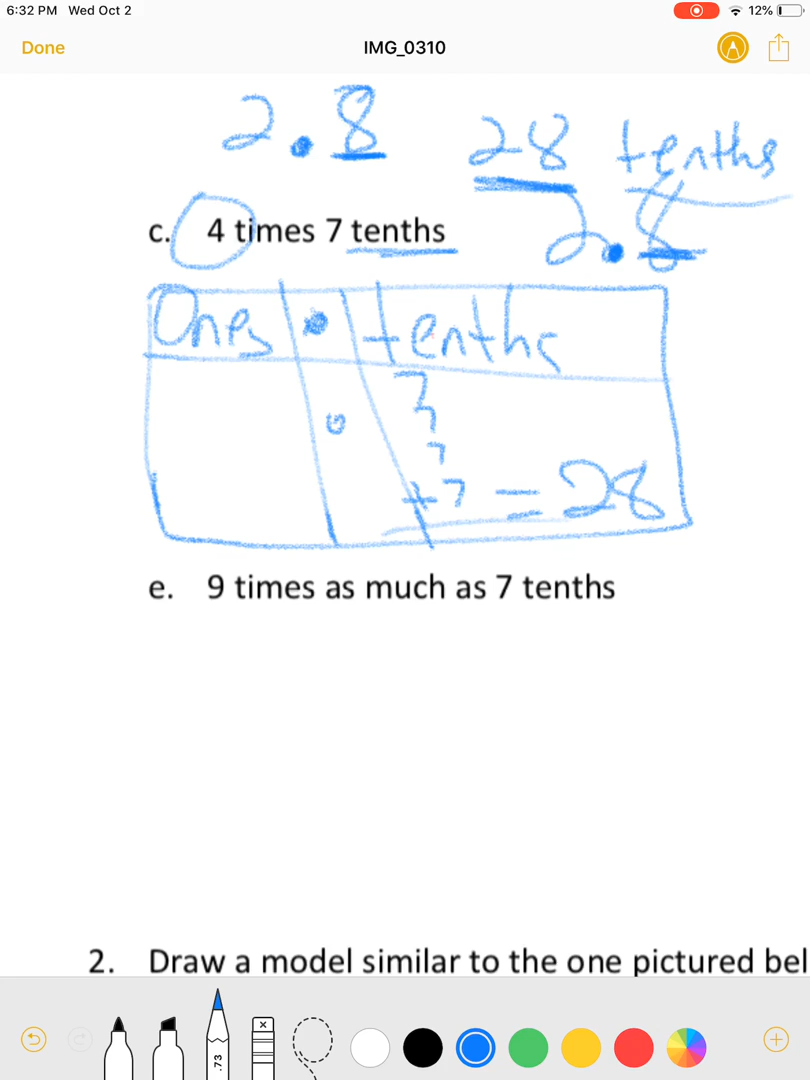 6:32 PM Wed Oct 2 12%
Done IMG_0310
2.8 28 tenths
c. 4 times 7 tenths 2.8
Ones . tenths
7
7
+7 = 28
e. 9 times as much as 7 tenths
2. Draw a model similar to the one pictured bel
.73